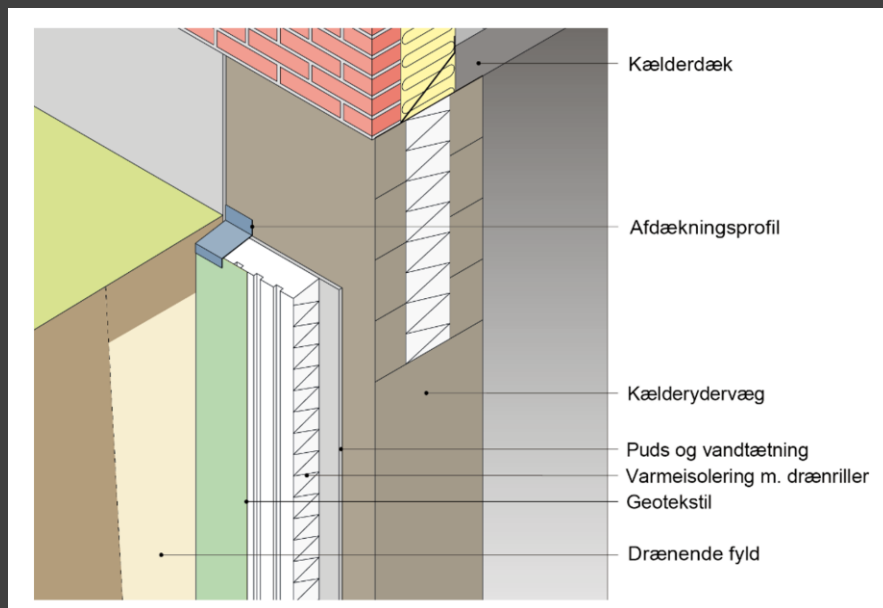 Kælderdæk
Afdækningsprofil
Kælderydervæg
Puds og vandtætning
Varmeisolering m. drænriller
Geotekstil
Drænende fyld